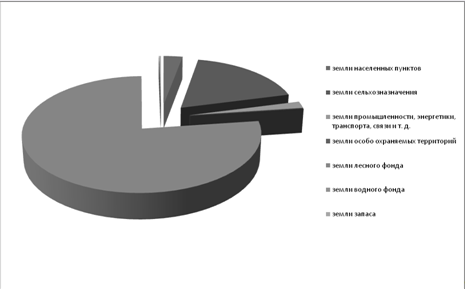 земли населенных пунктов
земли сельхозназначения
земли промышленности, энергетики,
транспорта, связи и т. д.
земли особо охраняемых территорий
земли лесного фонда
земли водного фонда
земли запаса